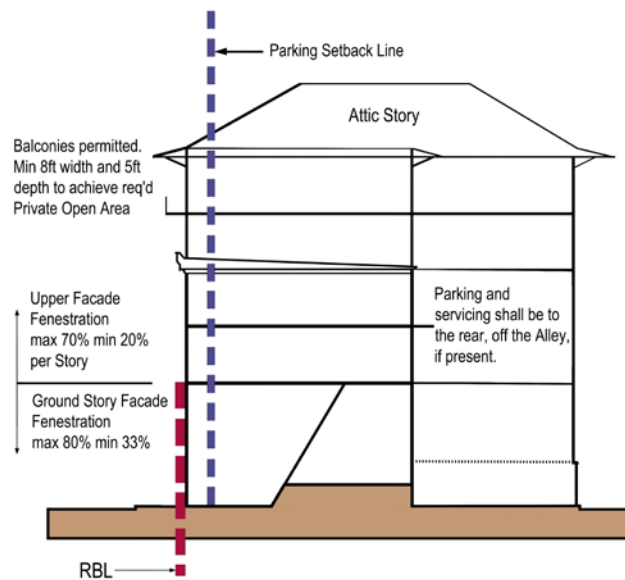 Parking Setback Line
Attic Story
Balconies permitted.
Min 8ft width and 5ft
depth to achieve req'd
Private Open Area
Upper Facade
Fenestration
max 70% min 20%
per Story
Parking and
servicing shall be to
the rear, off the Alley,
if present.
Ground Story Facade
Fenestration
max 80% min 33%
RBL